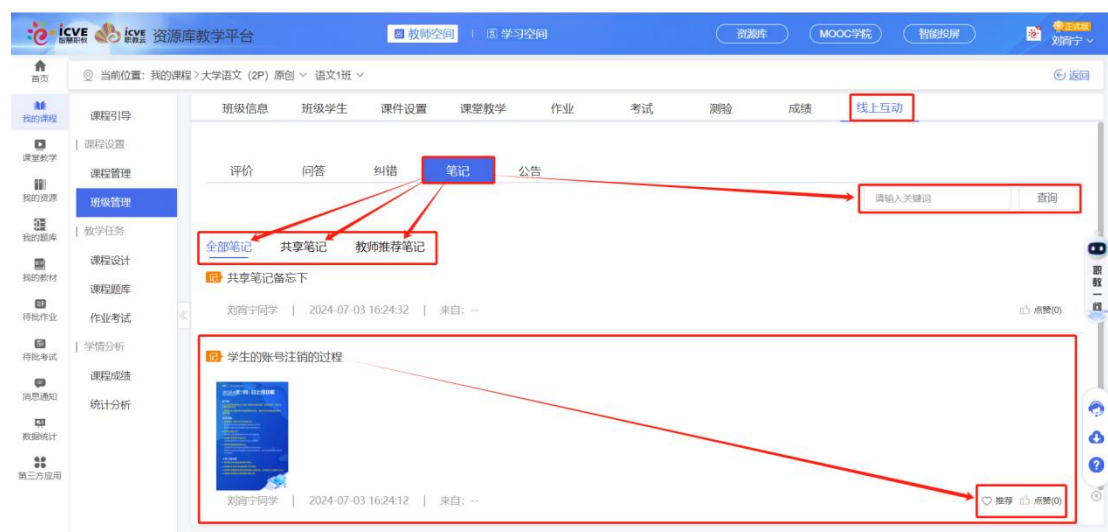 icve 智慧职教 icve 职教云 资源库教学平台 教师空间 学习空间 资源库 MOOC学院 智能投屏 正式版 刘宵宁
首页
当前位置：我的课程>大学语文（2P）原创 语文1班 返回
我的课程
课堂教学
我的资源
我的题库
我的教材
待批作业
待批考试
消息通知
数据统计
第三方应用
课程引导
课程设置
课程管理
班级管理
教学任务
课程设计
课程题库
作业考试
学情分析
课程成绩
统计分析
班级信息 班级学生 课件设置 课堂教学 作业 考试 测验 成绩 线上互动
评价 问答 纠错 笔记 公告
请输入关键词 查询
全部笔记 共享笔记 教师推荐笔记
记 共享笔记备忘下
刘宵宁同学 | 2024-07-03 16:24:32 | 来自：-- 点赞(0)
记 学生的账号注销的过程
刘宵宁同学 | 2024-07-03 16:24:12 | 来自：-- 推荐 点赞(0)
职教一问